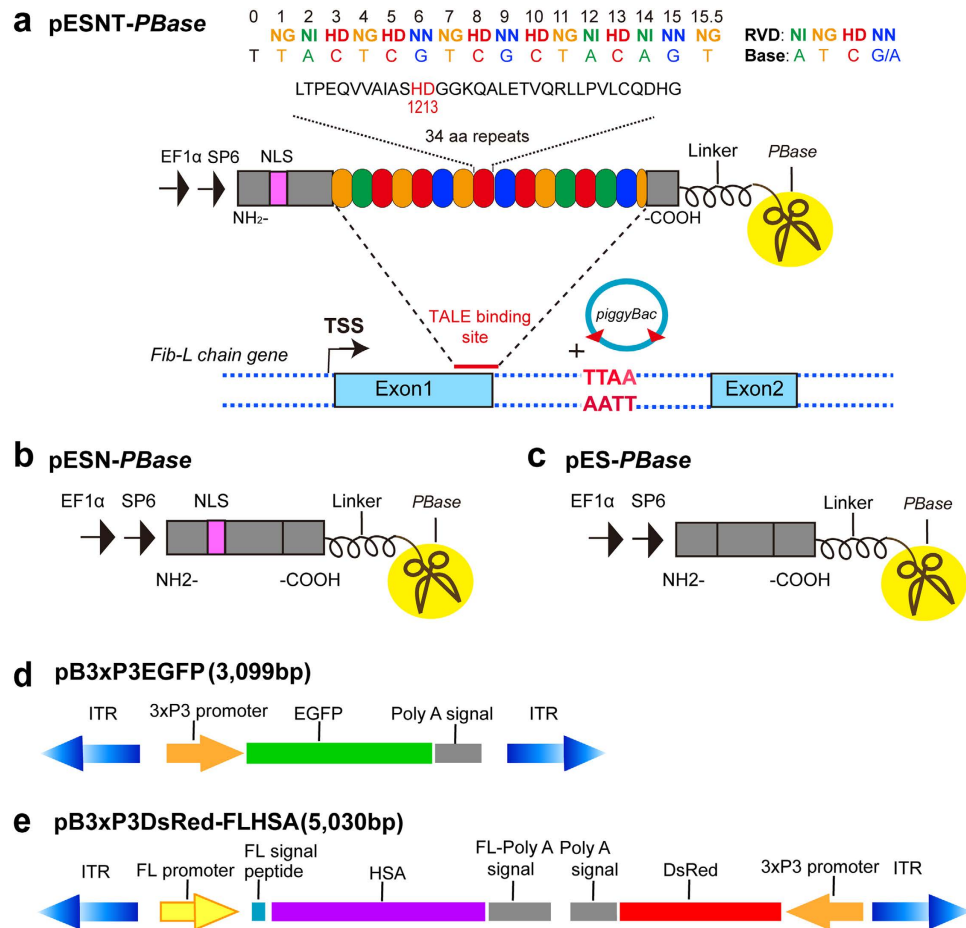 a pESNT-PBase
0 1 2 3 4 5 6 7 8 9 10 11 12 13 14 15 15.5
NG NI HD NG HD NN NG HD NN HD NG NI HD NI NN NG
T T A C T C G T C G C T A C A G T
RVD: NI NG HD NN
Base: A T C G/A
LTPEQVVAIASHDGGKQALETVQRLLPVLCQDHG
1213
34 aa repeats
EF1α SP6 NLS Linker PBase
NH2- -COOH
TALE binding
site
piggyBac
TSS
+
Fib-L chain gene
Exon1 TTAA Exon2
AATT
b pESN-PBase
EF1α SP6 NLS Linker PBase
NH2- -COOH
c pES-PBase
EF1α SP6 Linker PBase
NH2- -COOH
d pB3xP3EGFP (3,099bp)
ITR 3xP3 promoter EGFP Poly A signal ITR
e pB3xP3DsRed-FLHSA(5,030bp)
ITR FL promoter FL signal
peptide HSA FL-Poly A
signal Poly A
signal DsRed 3xP3 promoter ITR